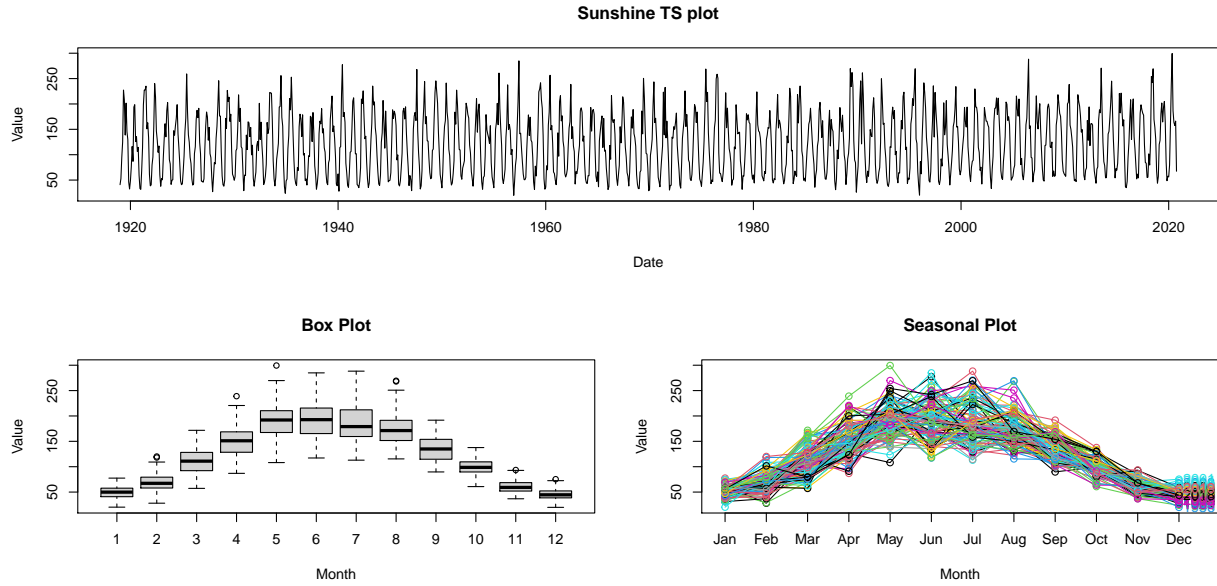 Sunshine TS plot
Value
50 150 250
1920 1940 1960 1980 2000 2020
Date
Box Plot
Value
50 150 250
1 2 3 4 5 6 7 8 9 10 11 12
Month
Seasonal Plot
Value
50 150 250
Jan Feb Mar Apr May Jun Jul Aug Sep Oct Nov Dec
Month